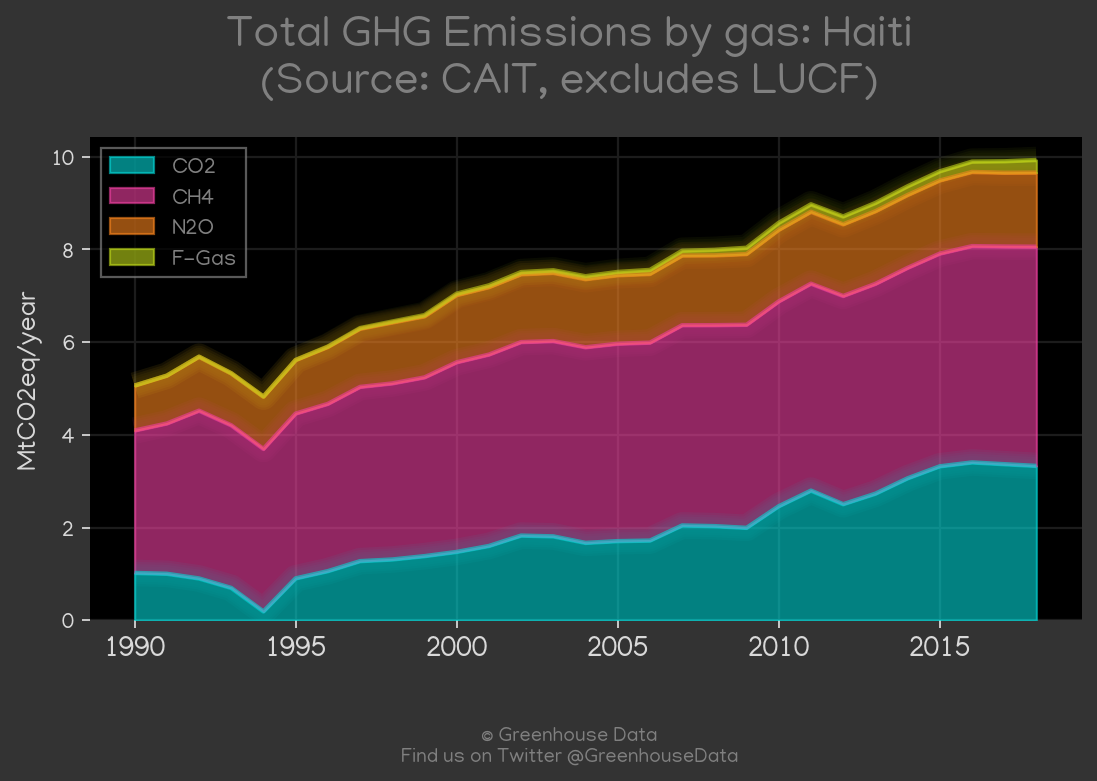 Total GHG Emissions by gas: Haiti
(Source: CAIT, excludes LUCF)
CO2
CH4
N2O
F-Gas
MtCO2eq/year
10
8
6
4
2
0
1990 1995 2000 2005 2010 2015
© Greenhouse Data
Find us on Twitter @GreenhouseData